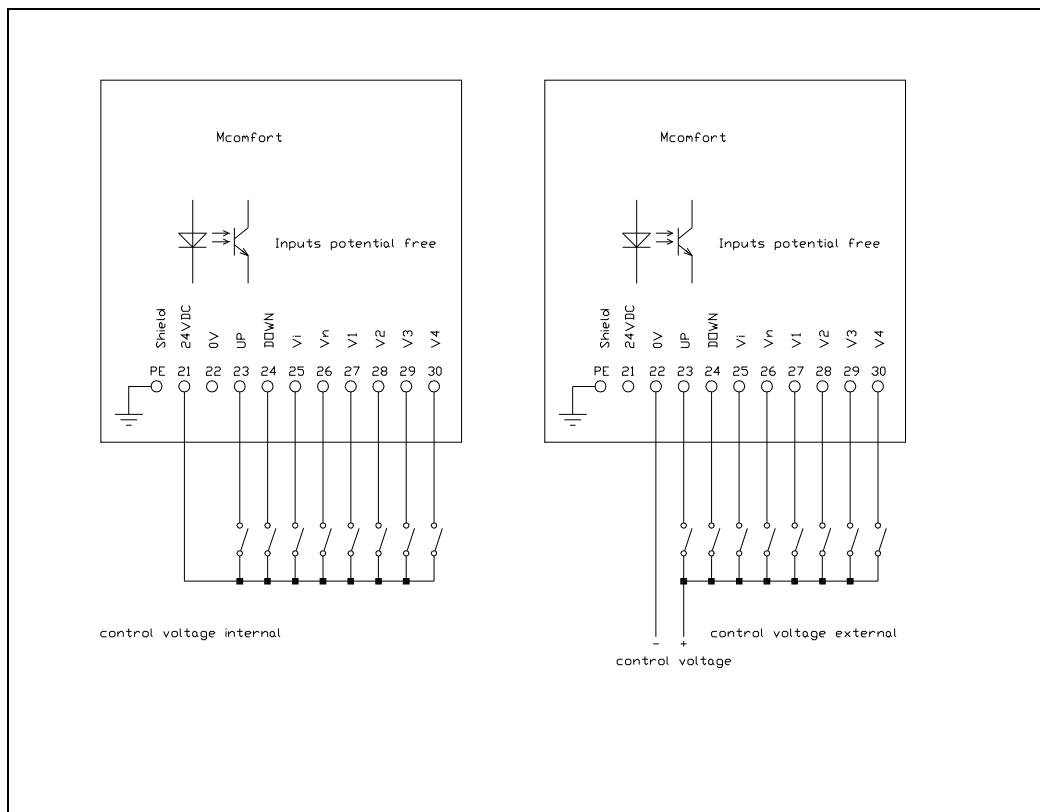 Mcomfort
Inputs potential free
Shield 24VDC 0V UP DOWN Vi Vn V1 V2 V3 V4
PE 21 22 23 24 25 26 27 28 29 30
control voltage internal
Mcomfort
Inputs potential free
Shield 24VDC 0V UP DOWN Vi Vn V1 V2 V3 V4
PE 21 22 23 24 25 26 27 28 29 30
control voltage external
- +
control voltage